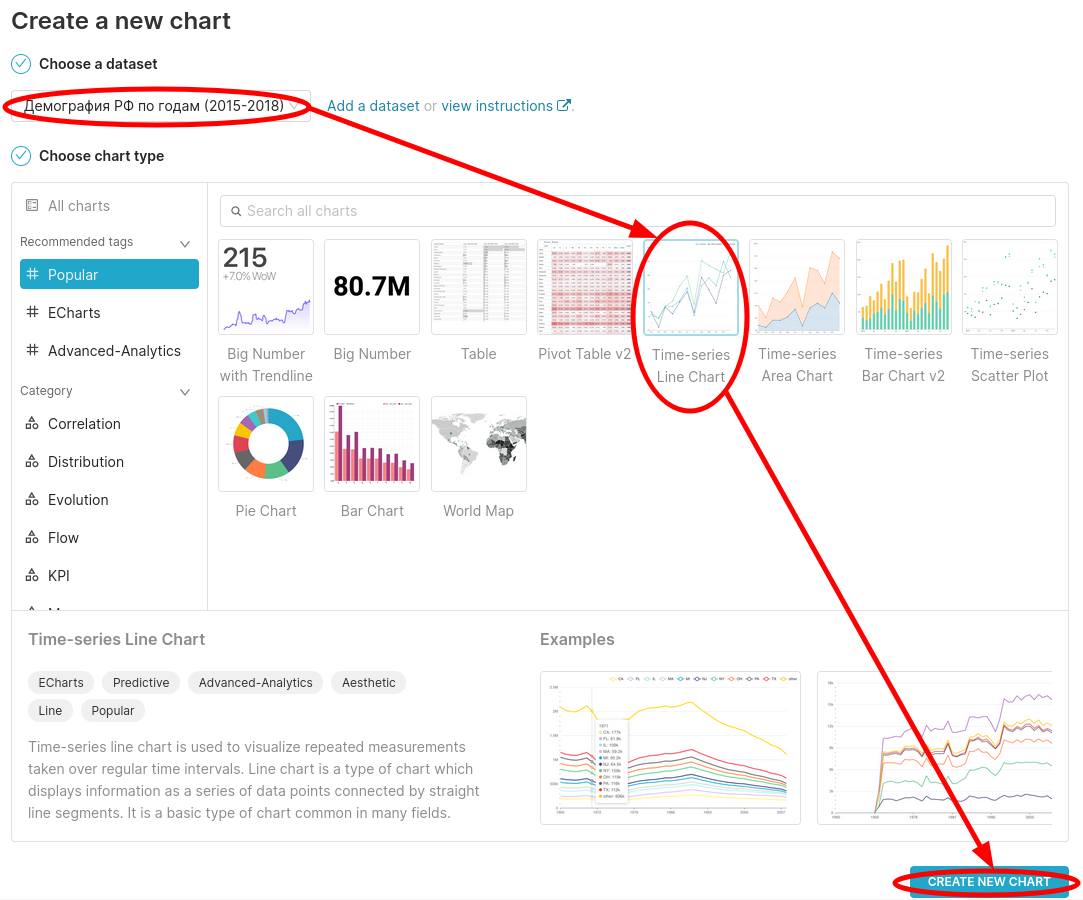 Create a new chart
Choose a dataset
Демография РФ по годам (2015-2018)
Add a dataset or view instructions .
Choose chart type
All charts
Recommended tags
Popular
ECharts
Advanced-Analytics
Category
Correlation
Distribution
Evolution
Flow
KPI
Search all charts
215
+7.0% WoW
80.7M
Big Number
with Trendline
Big Number
Table
Pivot Table v2
Time-series
Line Chart
Time-series
Area Chart
Time-series
Bar Chart v2
Time-series
Scatter Plot
Pie Chart
Bar Chart
World Map
Time-series Line Chart
ECharts Predictive Advanced-Analytics Aesthetic
Line Popular
Time-series line chart is used to visualize repeated measurements
taken over regular time intervals. Line chart is a type of chart which
displays information as a series of data points connected by straight
line segments. It is a basic type of chart common in many fields.
Examples
CREATE NEW CHART